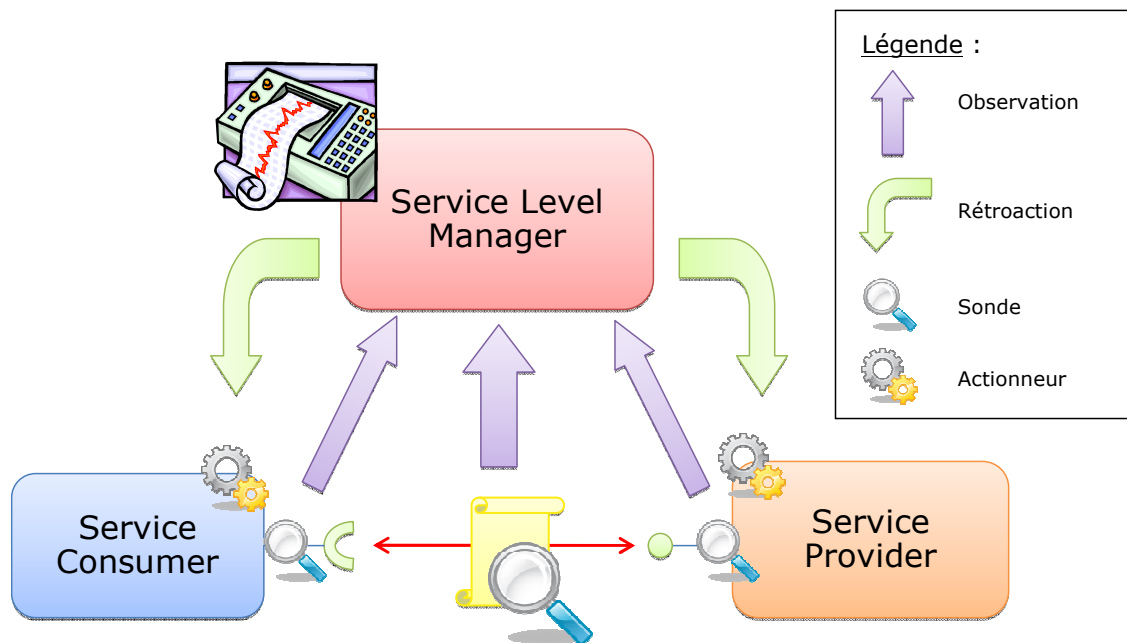 Légende :
Observation
Rétroaction
Sonde
Actionneur
Service Level
Manager
Service
Consumer
Service
Provider